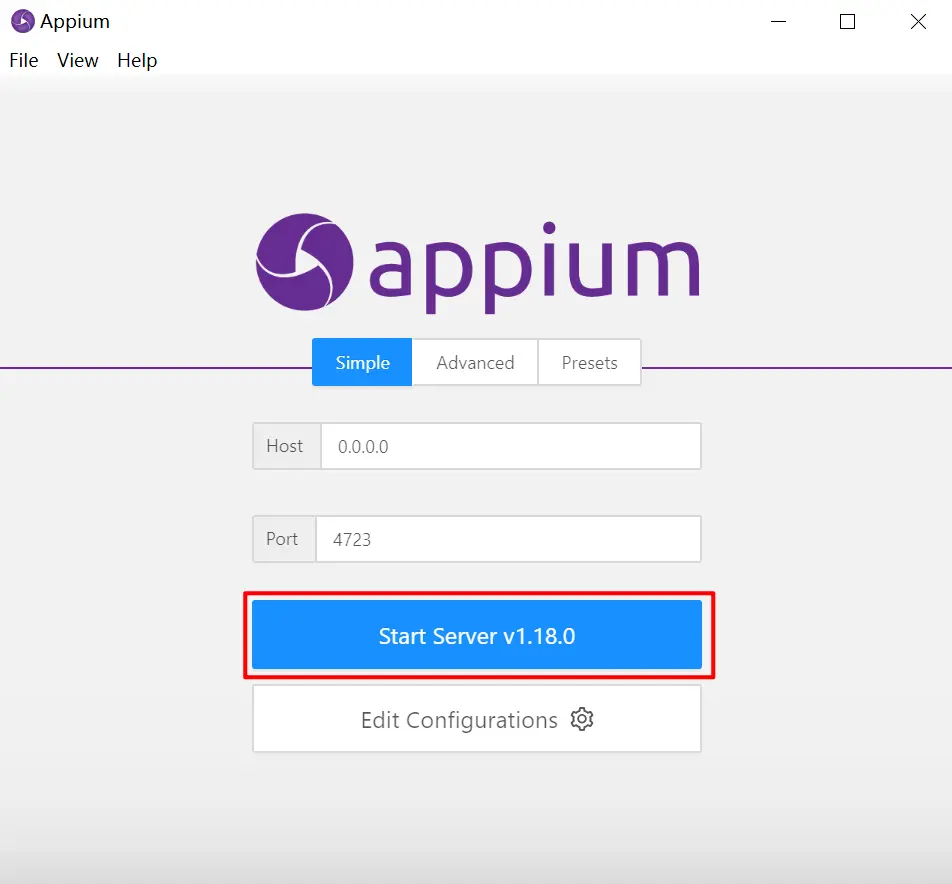 Appium
File View Help
appium
Simple Advanced Presets
Host 0.0.0.0
Port 4723
Start Server v1.18.0
Edit Configurations